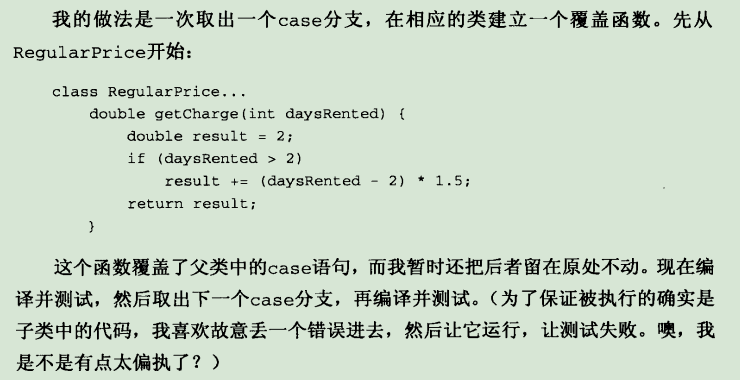 我的做法是一次取出一个case分支，在相应的类建立一个覆盖函数。先从
RegularPrice开始：
class RegularPrice...
double getCharge(int daysRented) {
double result = 2;
if (daysRented > 2)
result += (daysRented - 2) * 1.5;
return result;
}
这个函数覆盖了父类中的case语句，而我暂时还把后者留在原处不动。现在编
译并测试，然后取出下一个case分支，再编译并测试。（为了保证被执行的确实是
子类中的代码，我喜欢故意丢一个错误进去，然后让它运行，让测试失败。噢，我
是不是有点太偏执了？）